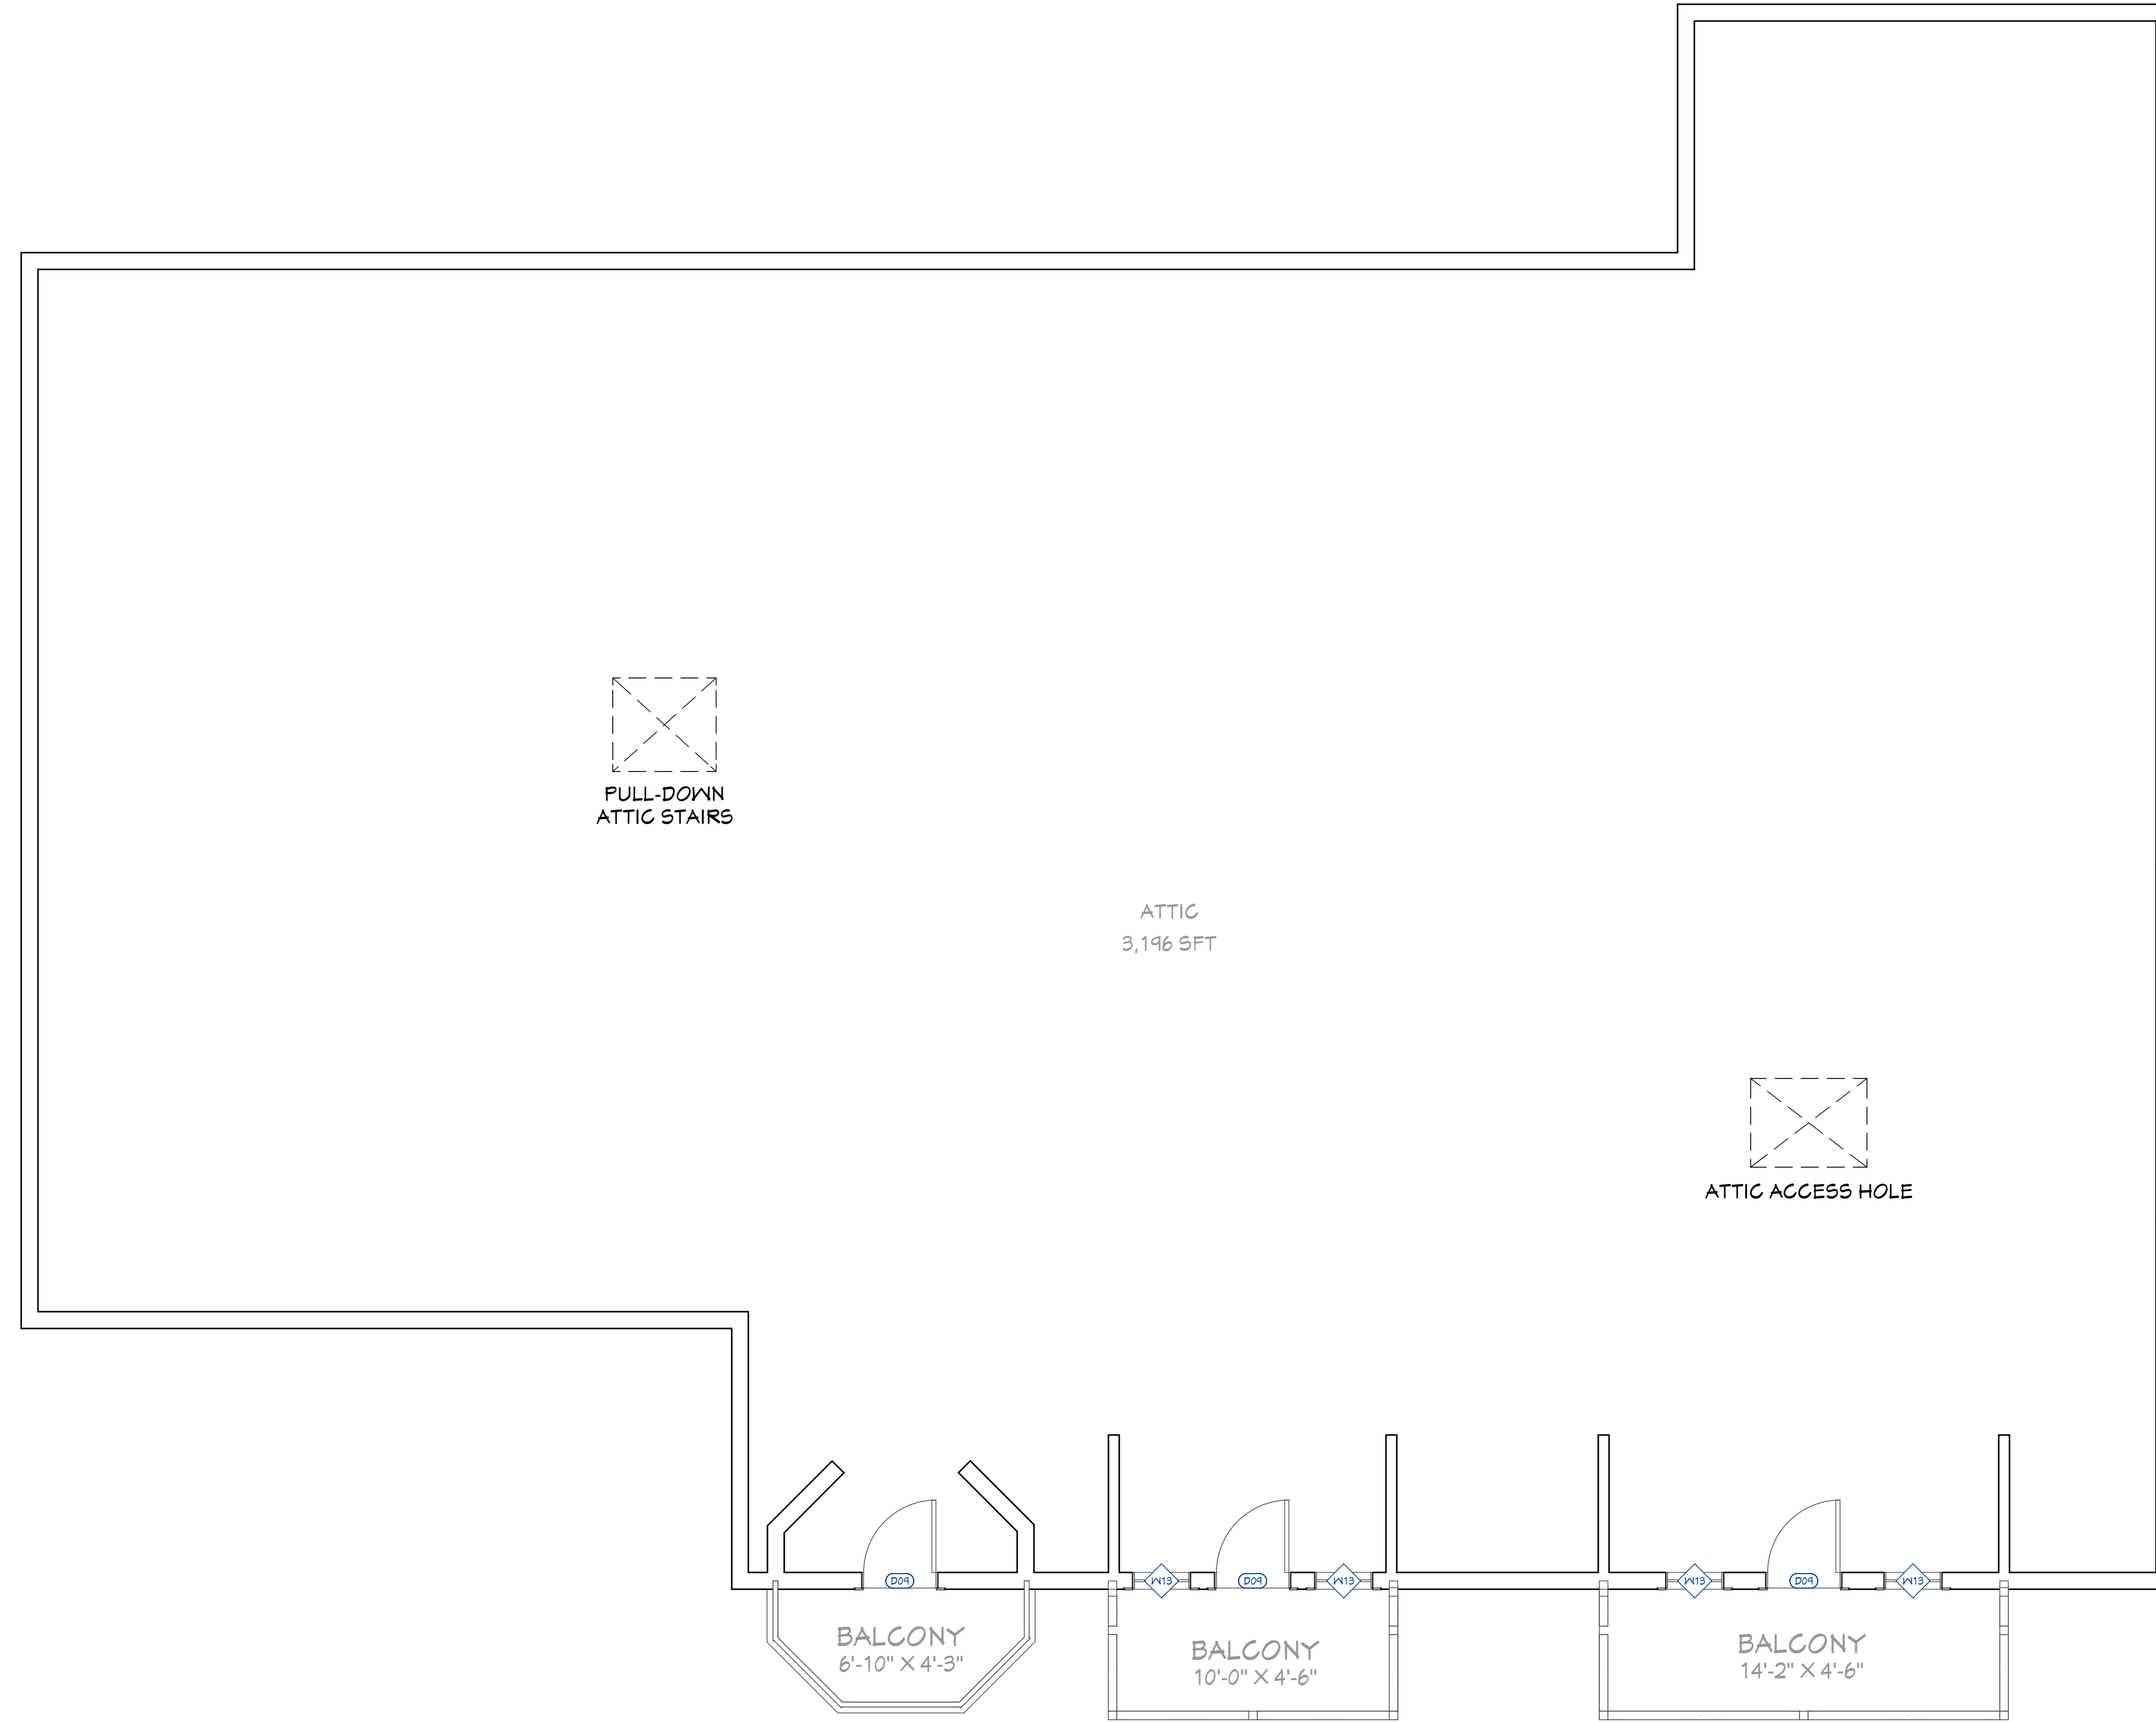 PULL-DOWN
ATTIC STAIRS
ATTIC
3,196 SFT
ATTIC ACCESS HOLE
D09
W13
D09
W13
W13
D09
W13
BALCONY
6'-10" X 4'-3"
BALCONY
10'-0" X 4'-6"
BALCONY
14'-2" X 4'-6"